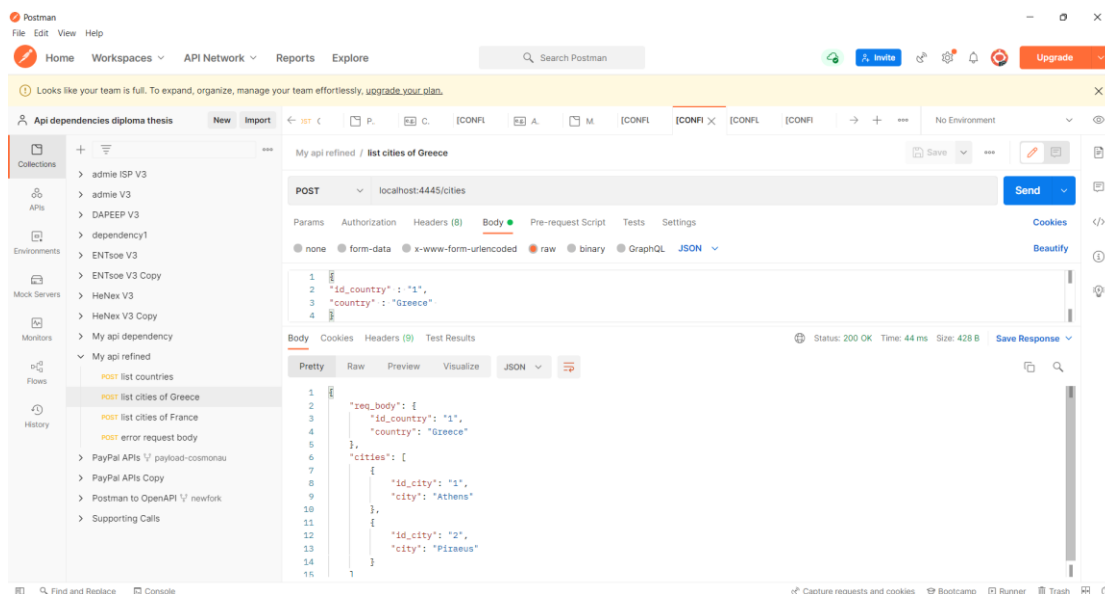 Postman
File Edit View Help
Home Workspaces API Network Reports Explore Search Postman Invite Upgrade
Looks like your team is full. To expand, organize, manage your team effortlessly, upgrade your plan.
Api dependencies diploma thesis New Import P. C. [CONFL A. M. [CONFL [CONFI [CONFL [CONFI No Environment
Collections
APIs
Environments
Mock Servers
Monitors
Flows
History
admie ISP V3
admie V3
DAPEEP V3
dependency1
ENTsoe V3
ENTsoe V3 Copy
HeNex V3
HeNex V3 Copy
My api dependency
My api refined
POST list countries
POST list cities of Greece
POST list cities of France
POST error request body
PayPal APIs payload-cosmonau
PayPal APIs Copy
Postman to OpenAPI newfork
Supporting Calls
My api refined / list cities of Greece Save
POST localhost:4445/cities Send
Params Authorization Headers (8) Body Pre-request Script Tests Settings Cookies
none form-data x-www-form-urlencoded raw binary GraphQL JSON Beautify
1 {
2 "id_country" : "1",
3 "country" : "Greece"
4 }
Body Cookies Headers (9) Test Results Status: 200 OK Time: 44 ms Size: 428 B Save Response
Pretty Raw Preview Visualize JSON
1 {
2 "req_body": {
3 "id_country": "1",
4 "country": "Greece"
5 },
6 "cities": [
7 {
8 "id_city": "1",
9 "city": "Athens"
10 },
11 {
12 "id_city": "2",
13 "city": "Piraeus"
14 }
15 ]
Find and Replace Console Capture requests and cookies Bootcamp Runner Trash